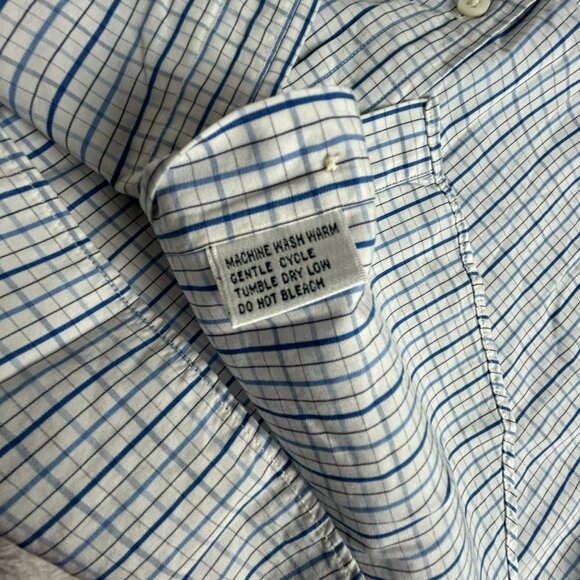 MACHINE WASH WARM
GENTLE CYCLE
TUMBLE DRY LOW
DO NOT BLEACH